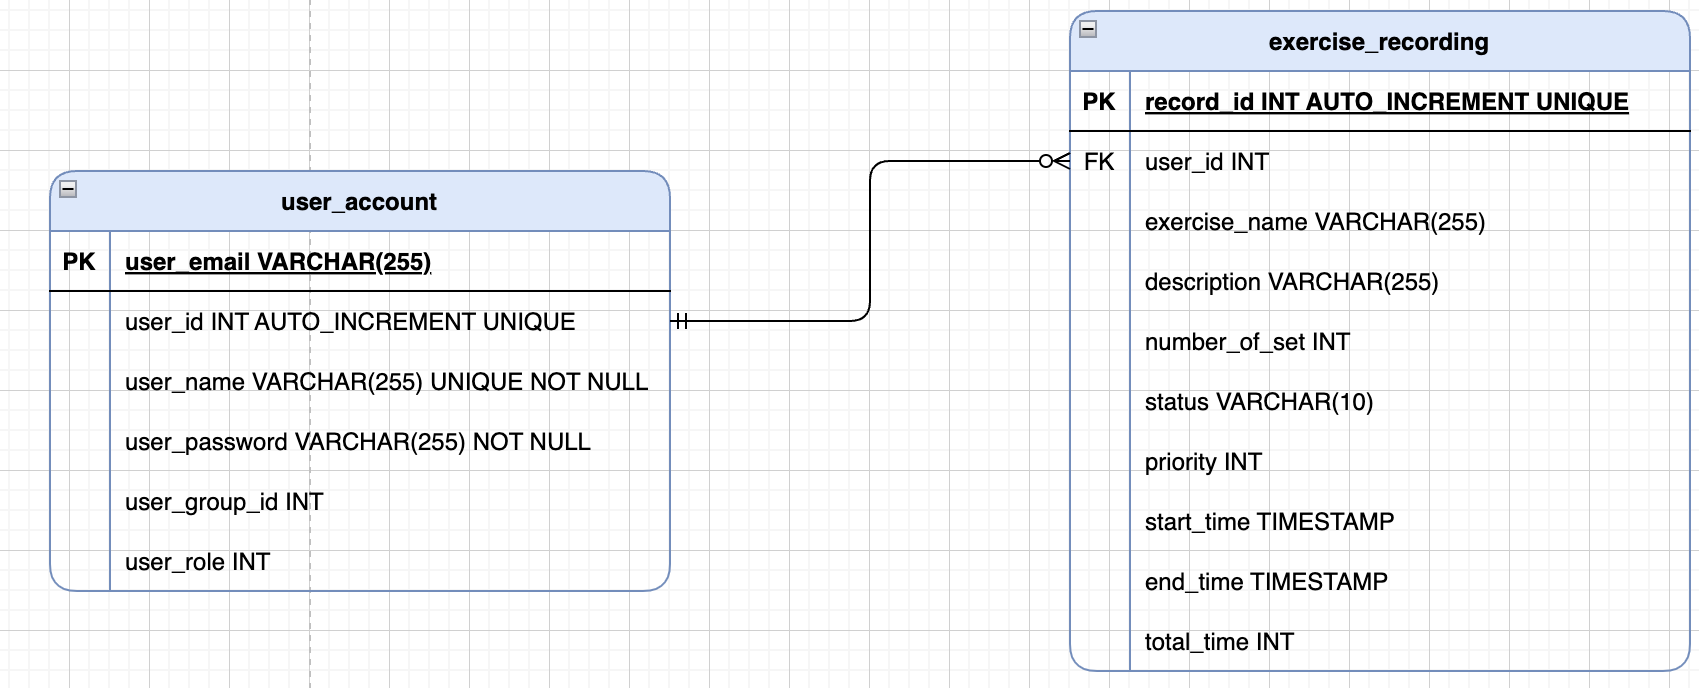 user_account
PK user_email VARCHAR(255)
user_id INT AUTO_INCREMENT UNIQUE
user_name VARCHAR(255) UNIQUE NOT NULL
user_password VARCHAR(255) NOT NULL
user_group_id INT
user_role INT
exercise_recording
PK record_id INT AUTO_INCREMENT UNIQUE
FK user_id INT
exercise_name VARCHAR(255)
description VARCHAR(255)
number_of_set INT
status VARCHAR(10)
priority INT
start_time TIMESTAMP
end_time TIMESTAMP
total_time INT